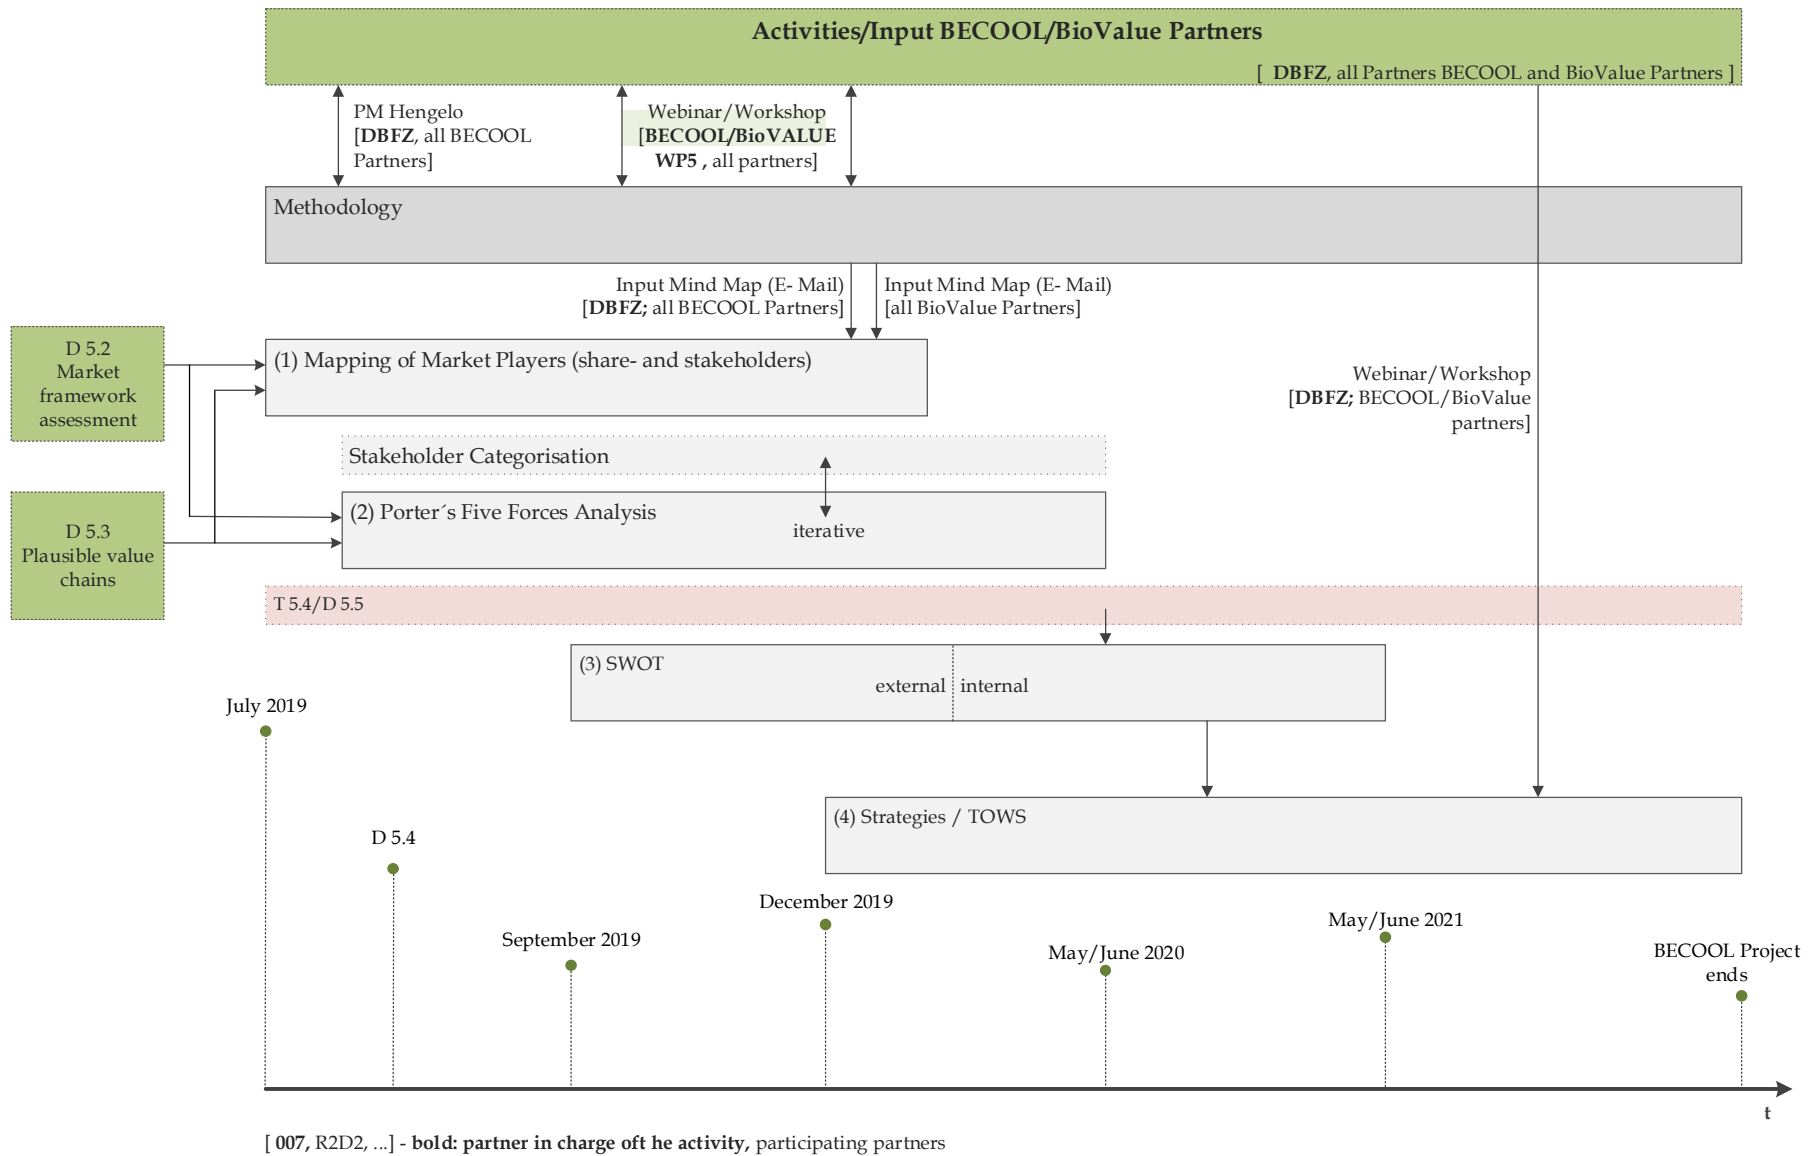 Activities/Input BECOOL/BioValue Partners
[ DBFZ, all Partners BECOOL and BioValue Partners ]
PM Hengelo
[DBFZ, all BECOOL
Partners]
Webinar/Workshop
[BECOOL/BioVALUE
WP5 , all partners]
Methodology
Input Mind Map (E- Mail)
[DBFZ; all BECOOL Partners]
Input Mind Map (E- Mail)
[all BioValue Partners]
D 5.2
Market
framework
assessment
(1) Mapping of Market Players (share- and stakeholders)
Webinar/Workshop
[DBFZ; BECOOL/BioValue
partners]
Stakeholder Categorisation
D 5.3
Plausible value
chains
(2) Porter´s Five Forces Analysis
iterative
T 5.4/D 5.5
(3) SWOT
external
internal
July 2019
(4) Strategies / TOWS
D 5.4
September 2019
December 2019
May/June 2020
May/June 2021
BECOOL Project
ends
t
[ 007, R2D2, ...] - bold: partner in charge oft he activity, participating partners